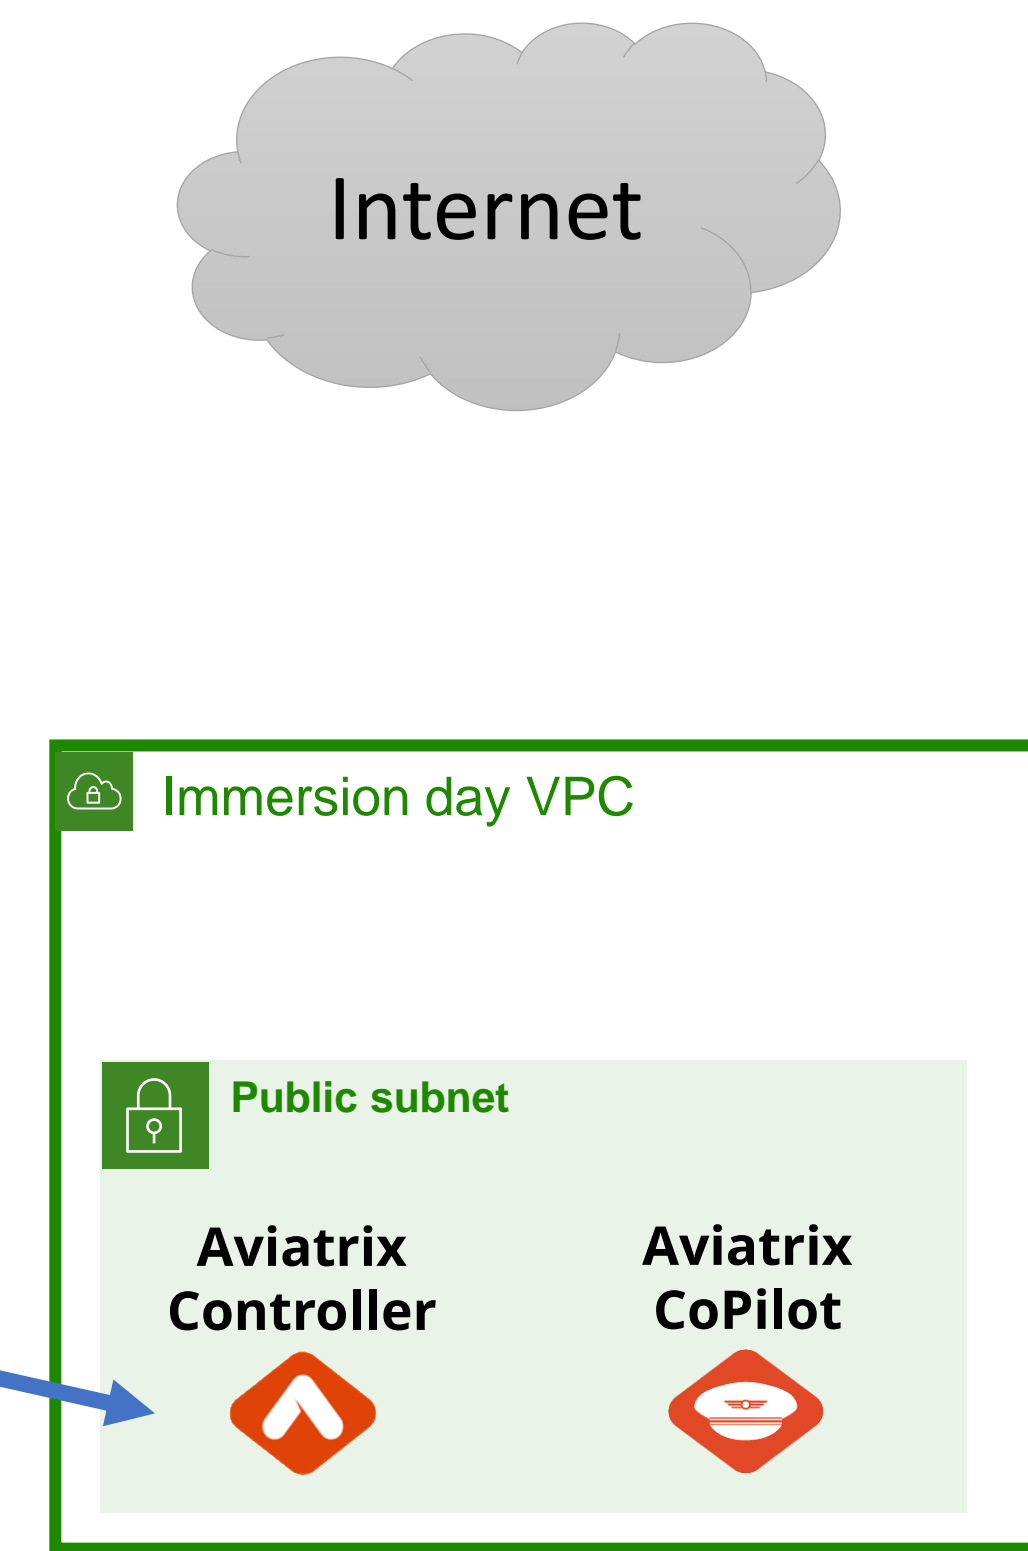 Internet
Immersion day VPC
Public subnet
Aviatrix
Controller
Aviatrix
CoPilot